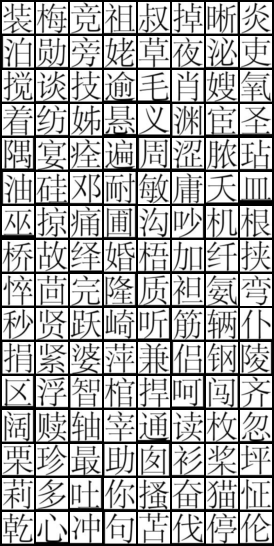 装梅竞祖叔掉晰炎
泊勋旁姥草夜泌吏
搅谈技逾毛肖嫂氧
着纺姊悬义渊宦圣
隅宴痊遍周涩脓玷
油硅邓耐敏庸夭皿
巫掠痛圃沟吵机根
桥故绎婚梧加纤挟
悴茴完隆质袒氨弯
秒贤跃崎听筋辆仆
捐紧婆萍兼侣钢陵
区浮智棺捍呵闯齐
阔赎轴宰通读枚忽
栗珍最助囱衫桨坪
莉多吐你搔奋猫怔
乾心冲句苫伐停伦